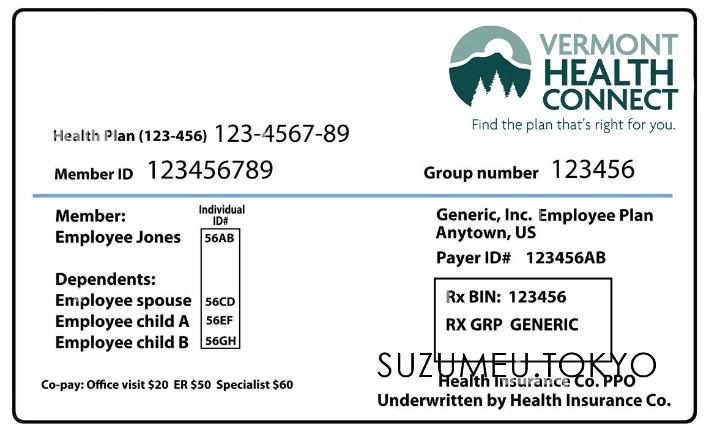 VERMONT
HEALTH
CONNECT
Find the plan that's right for you.
Health Plan (123-456) 123-4567-89
Member ID 123456789
Group number 123456
Member:
Individual
ID#
Employee Jones 56AB
Dependents:
Employee spouse 56CD
Employee child A 56EF
Employee child B 56GH
Generic, Inc. Employee Plan
Anytown, US
Payer ID# 123456AB
Rx BIN: 123456
RX GRP GENERIC
SUZUMEU.TOKYO
Co-pay: Office visit $20 ER $50 Specialist $60
Health Insurance Co. PPO
Underwritten by Health Insurance Co.